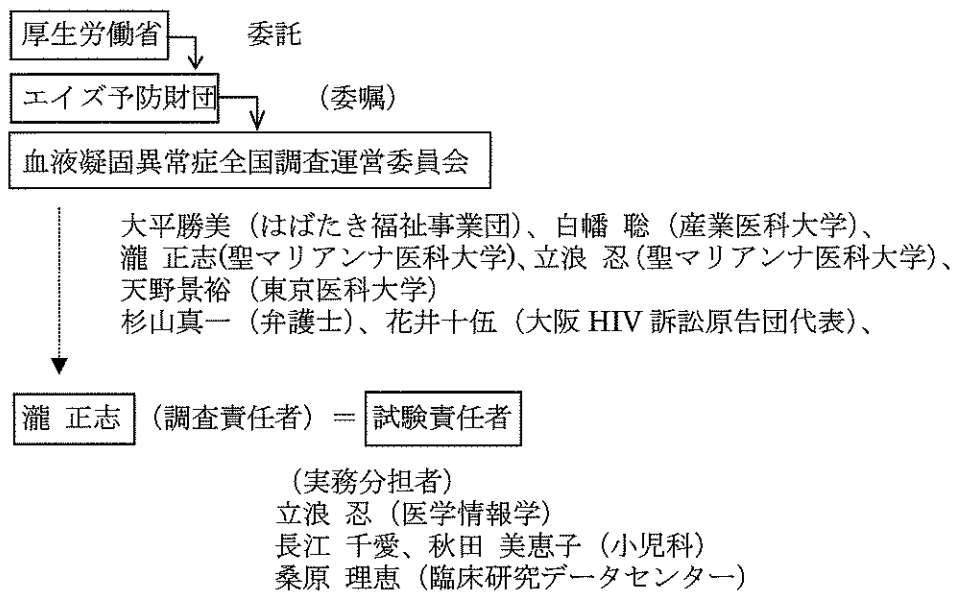 厚生労働省 委託
エイズ予防財団 （委嘱）
血液凝固異常症全国調査運営委員会
大平勝美（はばたき福祉事業団）、白幡 聡（産業医科大学）、
瀧 正志(聖マリアンナ医科大学)、立浪 忍（聖マリアンナ医科大学）、
天野景裕（東京医科大学）
杉山真一（弁護士）、花井十伍（大阪 HIV 訴訟原告団代表）、
瀧 正志 （調査責任者）＝ 試験責任者
（実務分担者）
立浪 忍（医学情報学）
長江 千愛、秋田 美恵子（小児科）
桑原 理恵（臨床研究データセンター）